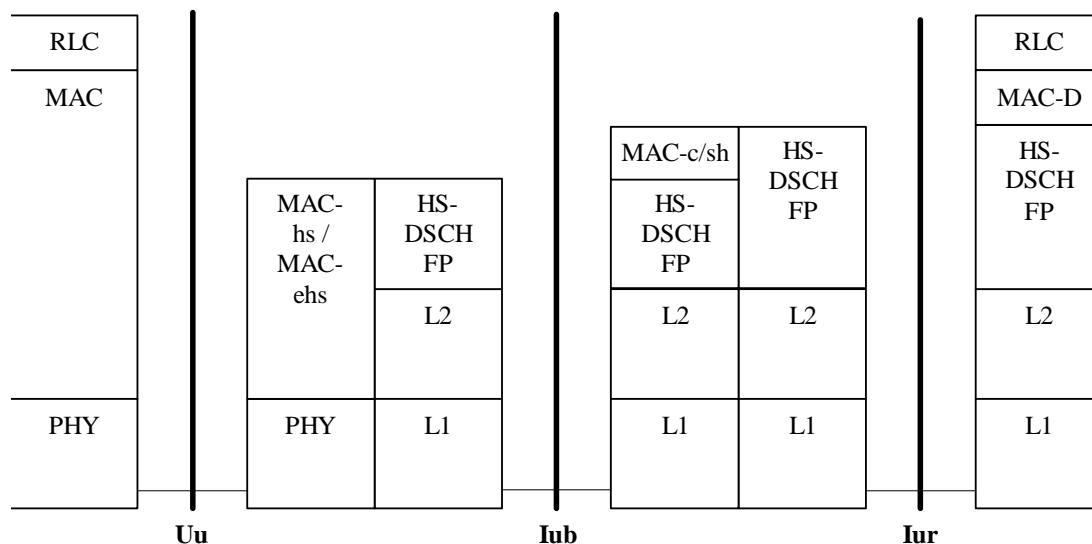 RLC
MAC
PHY
MAC-
hs /
MAC-
ehs
PHY
HS-
DSCH
FP
L2
L1
MAC-c/sh
HS-
DSCH
FP
L2
L1
HS-
DSCH
FP
L2
L1
RLC
MAC-D
HS-
DSCH
FP
L2
L1
Uu
Iub
Iur